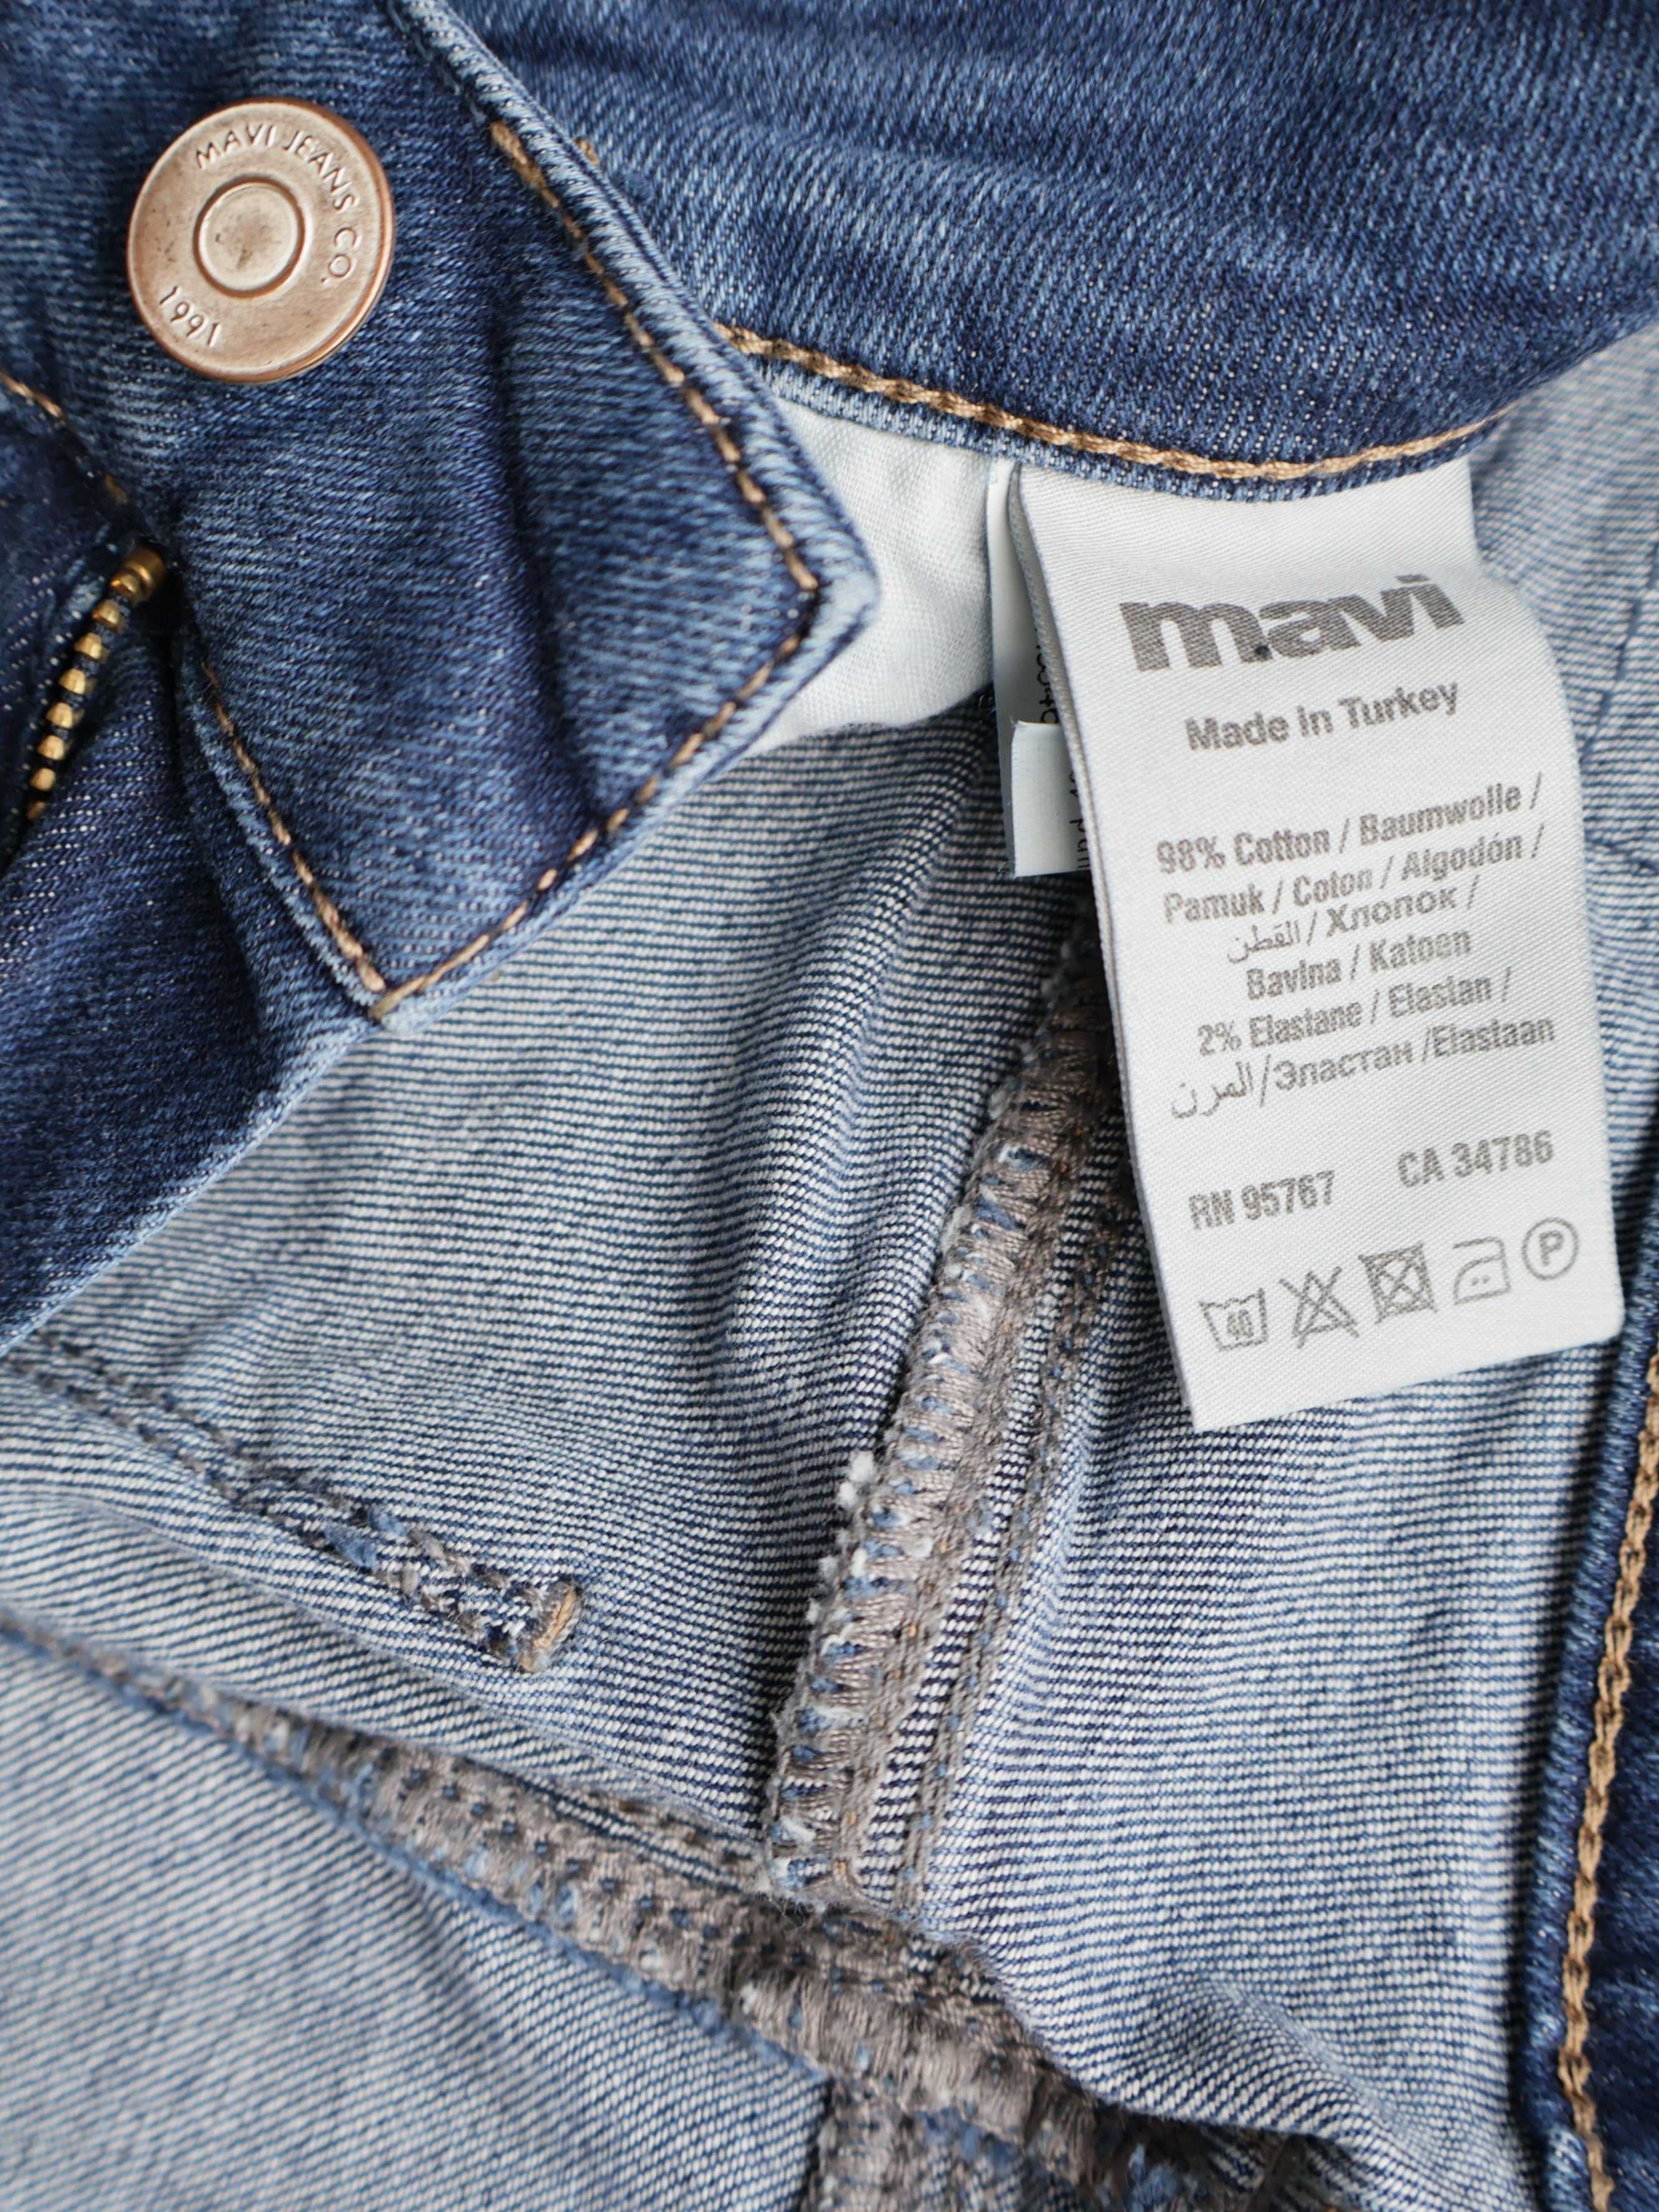 MAVI JEANS CO.
1991
mavi
Made in Turkey
98% Cotton / Baumwolle /
Pamuk / Coton / Algodón /
القطن / Хлопок /
Bavlna / Katoen
2% Elastane / Elastan /
المرن /Эластан /Elastaan
RN 95767 CA 34786
40
P